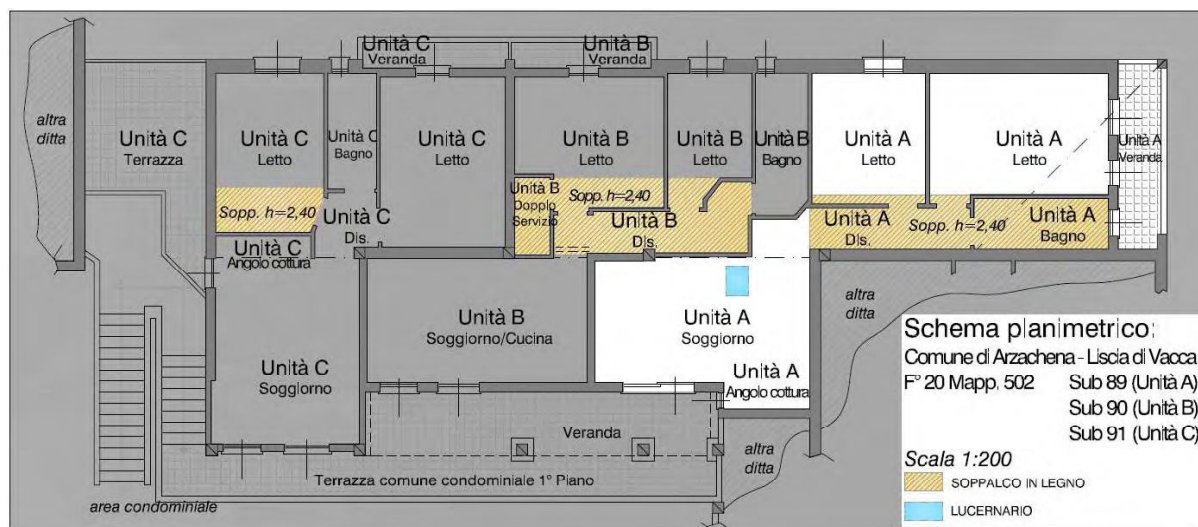 Unità C
Veranda
Unità B
Veranda
altra
ditta
Unità C
Terrazza
Unità C
Letto
Unità C
Bagno
Unità C
Letto
Unità B
Letto
Unità B
Letto
Unità B
Bagno
Unità A
Letto
Unità A
Letto
Unità A
Veranda
Sopp. h=2,40
Unità C
Dis.
Unità B
Doppio
Servizio
Sopp. h=2,40
Unità B
Dis.
Unità A
Dis.
Sopp. h=2,40
Unità A
Bagno
Unità C
Angolo cottura
Unità B
Soggiorno/Cucina
Unità A
Soggiorno
altra
ditta
Unità C
Soggiorno
Unità A
Angolo cottura
Veranda
altra
ditta
Terrazza comune condominiale 1° Piano
area condominiale
Schema planimetrico:
Comune di Arzachena - Liscia di Vacca
F° 20 Mapp. 502 Sub 89 (Unità A)
Sub 90 (Unità B)
Sub 91 (Unità C)
Scala 1:200
SOPPALCO IN LEGNO
LUCERNARIO